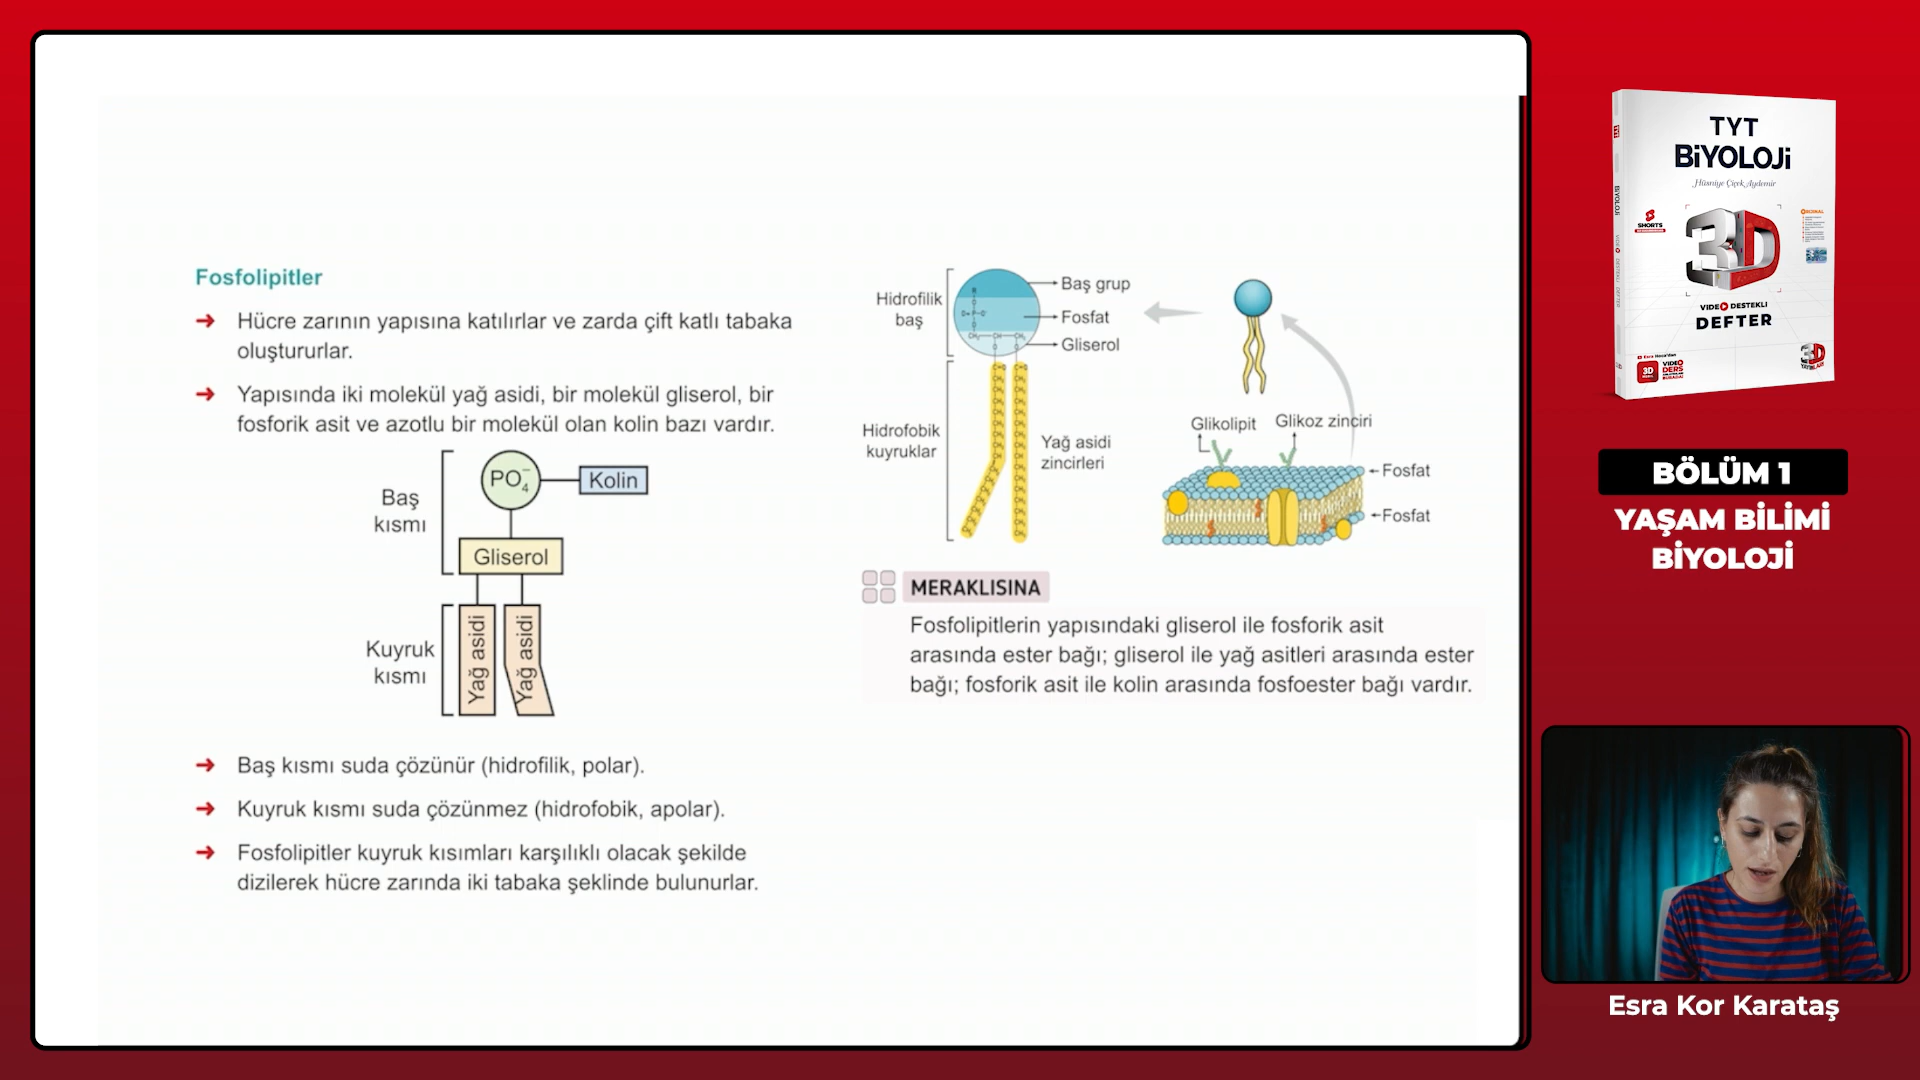 Fosfolipitler
➜ Hücre zarının yapısına katılırlar ve zarda çift katlı tabaka
oluştururlar.
➜ Yapısında iki molekül yağ asidi, bir molekül gliserol, bir
fosforik asit ve azotlu bir molekül olan kolin bazı vardır.
Baş
kısmı
PO4-
Kolin
Gliserol
Kuyruk
kısmı
Yağ asidi
Yağ asidi
➜ Baş kısmı suda çözünür (hidrofilik, polar).
➜ Kuyruk kısmı suda çözünmez (hidrofobik, apolar).
➜ Fosfolipitler kuyruk kısımları karşılıklı olacak şekilde
dizilerek hücre zarında iki tabaka şeklinde bulunurlar.
Hidrofilik
baş
Baş grup
Fosfat
Gliserol
Hidrofobik
kuyruklar
Yağ asidi
zincirleri
Glikolipit
Glikoz zinciri
Fosfat
Fosfat
MERAKLISINA
Fosfolipitlerin yapısındaki gliserol ile fosforik asit
arasında ester bağı; gliserol ile yağ asitleri arasında ester
bağı; fosforik asit ile kolin arasında fosfoester bağı vardır.
TYT
BİYOLOJİ
Hüsniye Çiçek Aydemir
SHORTS
3D
VIDEO DESTEKLİ
DEFTER
BÖLÜM 1
YAŞAM BİLİMİ
BİYOLOJİ
Esra Kor Karataş